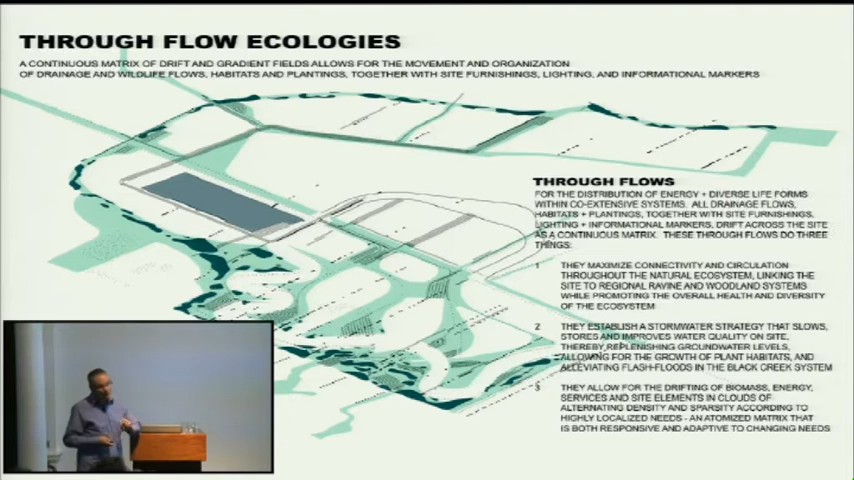 THROUGH FLOW ECOLOGIES
A CONTINUOUS MATRIX OF DRIFT AND GRADIENT FIELDS ALLOWS FOR THE MOVEMENT AND ORGANIZATION
OF DRAINAGE AND WILDLIFE FLOWS, HABITATS AND PLANTINGS, TOGETHER WITH SITE FURNISHINGS, LIGHTING, AND INFORMATIONAL MARKERS
THROUGH FLOWS
FOR THE DISTRIBUTION OF ENERGY + DIVERSE LIFE FORMS
WITHIN CO-EXTENSIVE SYSTEMS. ALL DRAINAGE FLOWS,
HABITATS + PLANTINGS, TOGETHER WITH SITE FURNISHINGS,
LIGHTING + INFORMATIONAL MARKERS, DRIFT ACROSS THE SITE
AS A CONTINUOUS MATRIX. THESE THROUGH FLOWS DO THREE
THINGS:
1 THEY MAXIMIZE CONNECTIVITY AND CIRCULATION
THROUGHOUT THE NATURAL ECOSYSTEM, LINKING THE
SITE TO REGIONAL RAVINE AND WOODLAND SYSTEMS
WHILE PROMOTING THE OVERALL HEALTH AND DIVERSITY
OF THE ECOSYSTEM
2 THEY ESTABLISH A STORMWATER STRATEGY THAT SLOWS,
STORES AND IMPROVES WATER QUALITY ON SITE,
THEREBY REPLENISHING GROUNDWATER LEVELS,
ALLOWING FOR THE GROWTH OF PLANT HABITATS, AND
ALLEVIATING FLASH-FLOODS IN THE BLACK CREEK SYSTEM
3 THEY ALLOW FOR THE DRIFTING OF BIOMASS, ENERGY,
SERVICES AND SITE ELEMENTS IN CLOUDS OF
ALTERNATING DENSITY AND SPARSITY ACCORDING TO
HIGHLY LOCALIZED NEEDS - AN ATOMIZED MATRIX THAT
IS BOTH RESPONSIVE AND ADAPTIVE TO CHANGING NEEDS